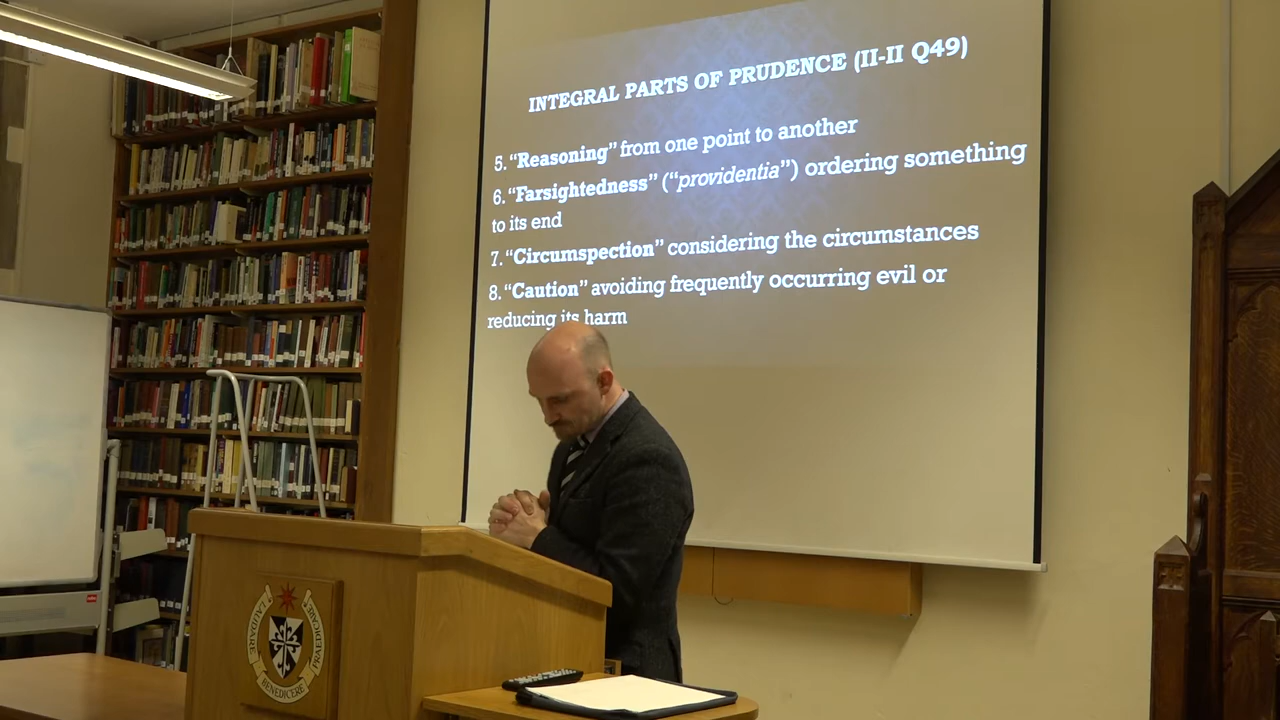 INTEGRAL PARTS OF PRUDENCE (II-II Q49)
5. “Reasoning” from one point to another
6. “Farsightedness” (“providentia”) ordering something
to its end
7. “Circumspection” considering the circumstances
8. “Caution” avoiding frequently occurring evil or
reducing its harm
LAUDARE BENEDICERE PRAEDICARE